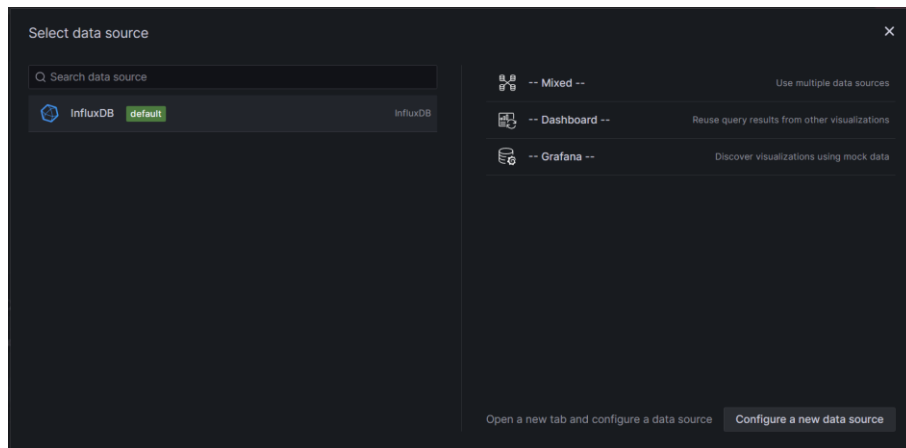 Select data source
Search data source
InfluxDB default InfluxDB
-- Mixed -- Use multiple data sources
-- Dashboard -- Reuse query results from other visualizations
-- Grafana -- Discover visualizations using mock data
Open a new tab and configure a data source Configure a new data source